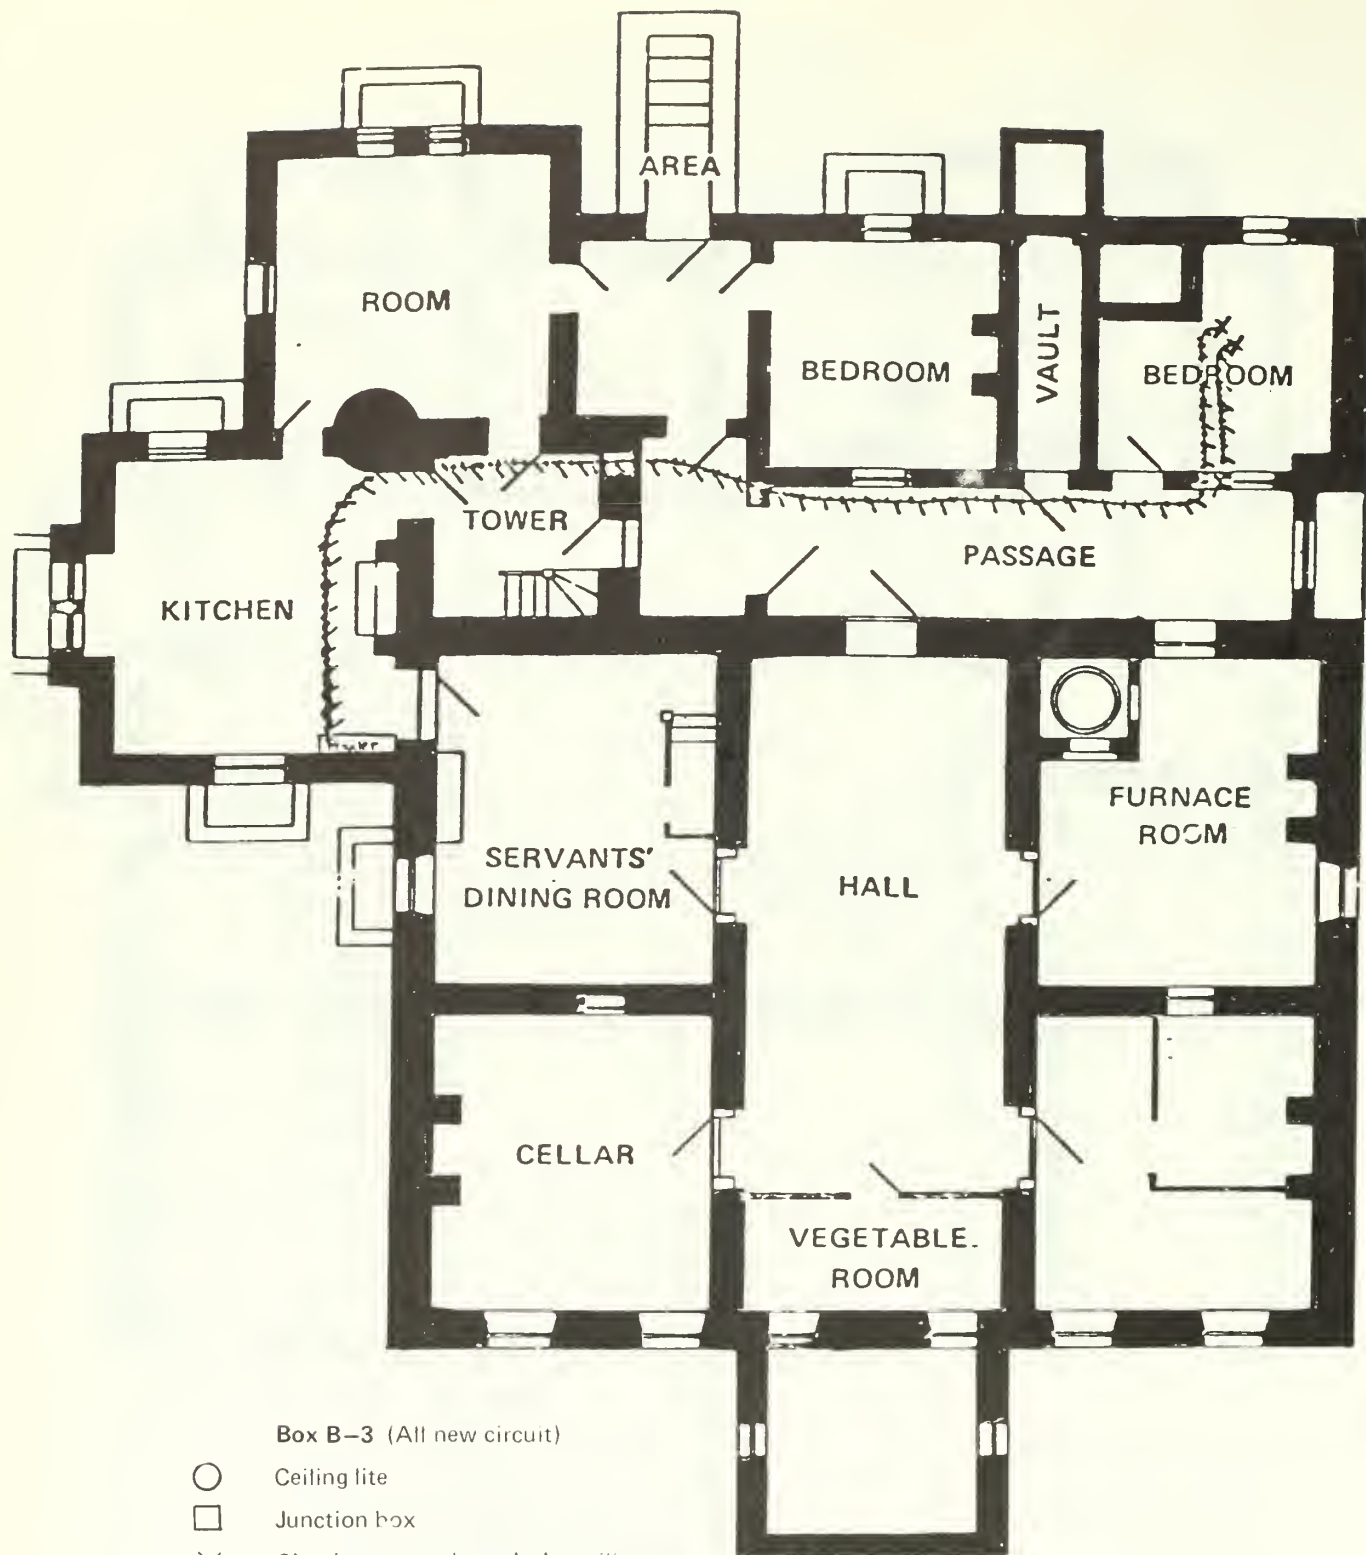 AREA
ROOM
BEDROOM
VAULT
BEDROOM
TOWER
PASSAGE
KITCHEN
FURNACE
ROOM
SERVANTS'
DINING ROOM
HALL
CELLAR
VEGETABLE
ROOM
Box B–3 (All new circuit)
Ceiling lite
Junction box